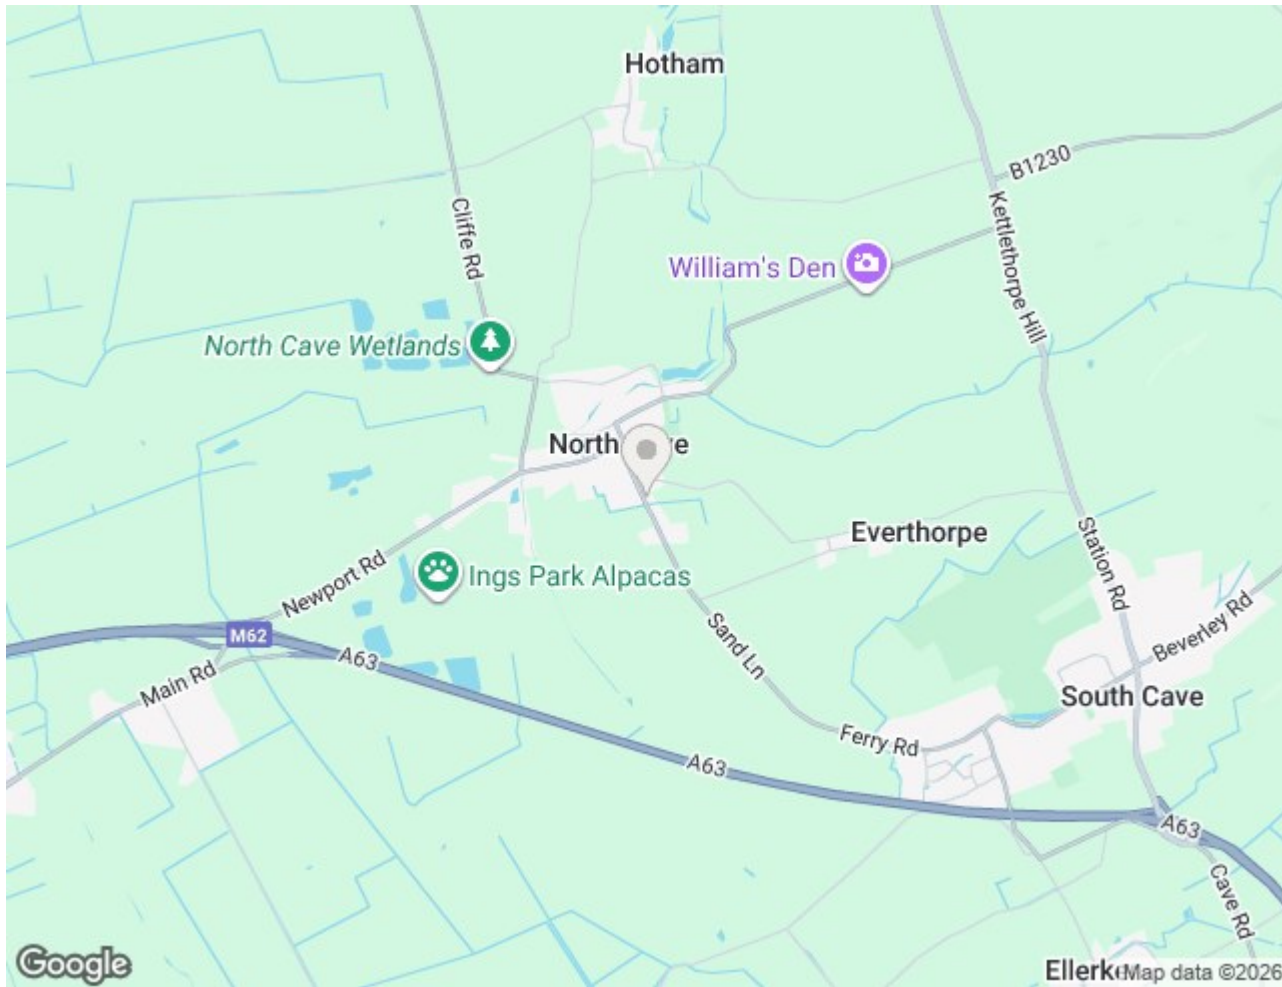 Hotham
B1230
Cliffe Rd
Kettlethorpe Hill
William's Den
North Cave Wetlands
North
ve
Everthorpe
Station Rd
Newport Rd
Ings Park Alpacas
Beverley Rd
M62
A63
Sand Ln
Main Rd
South Cave
Ferry Rd
A63
A63
Cave Rd
Google
Ellerke
Map data ©2026